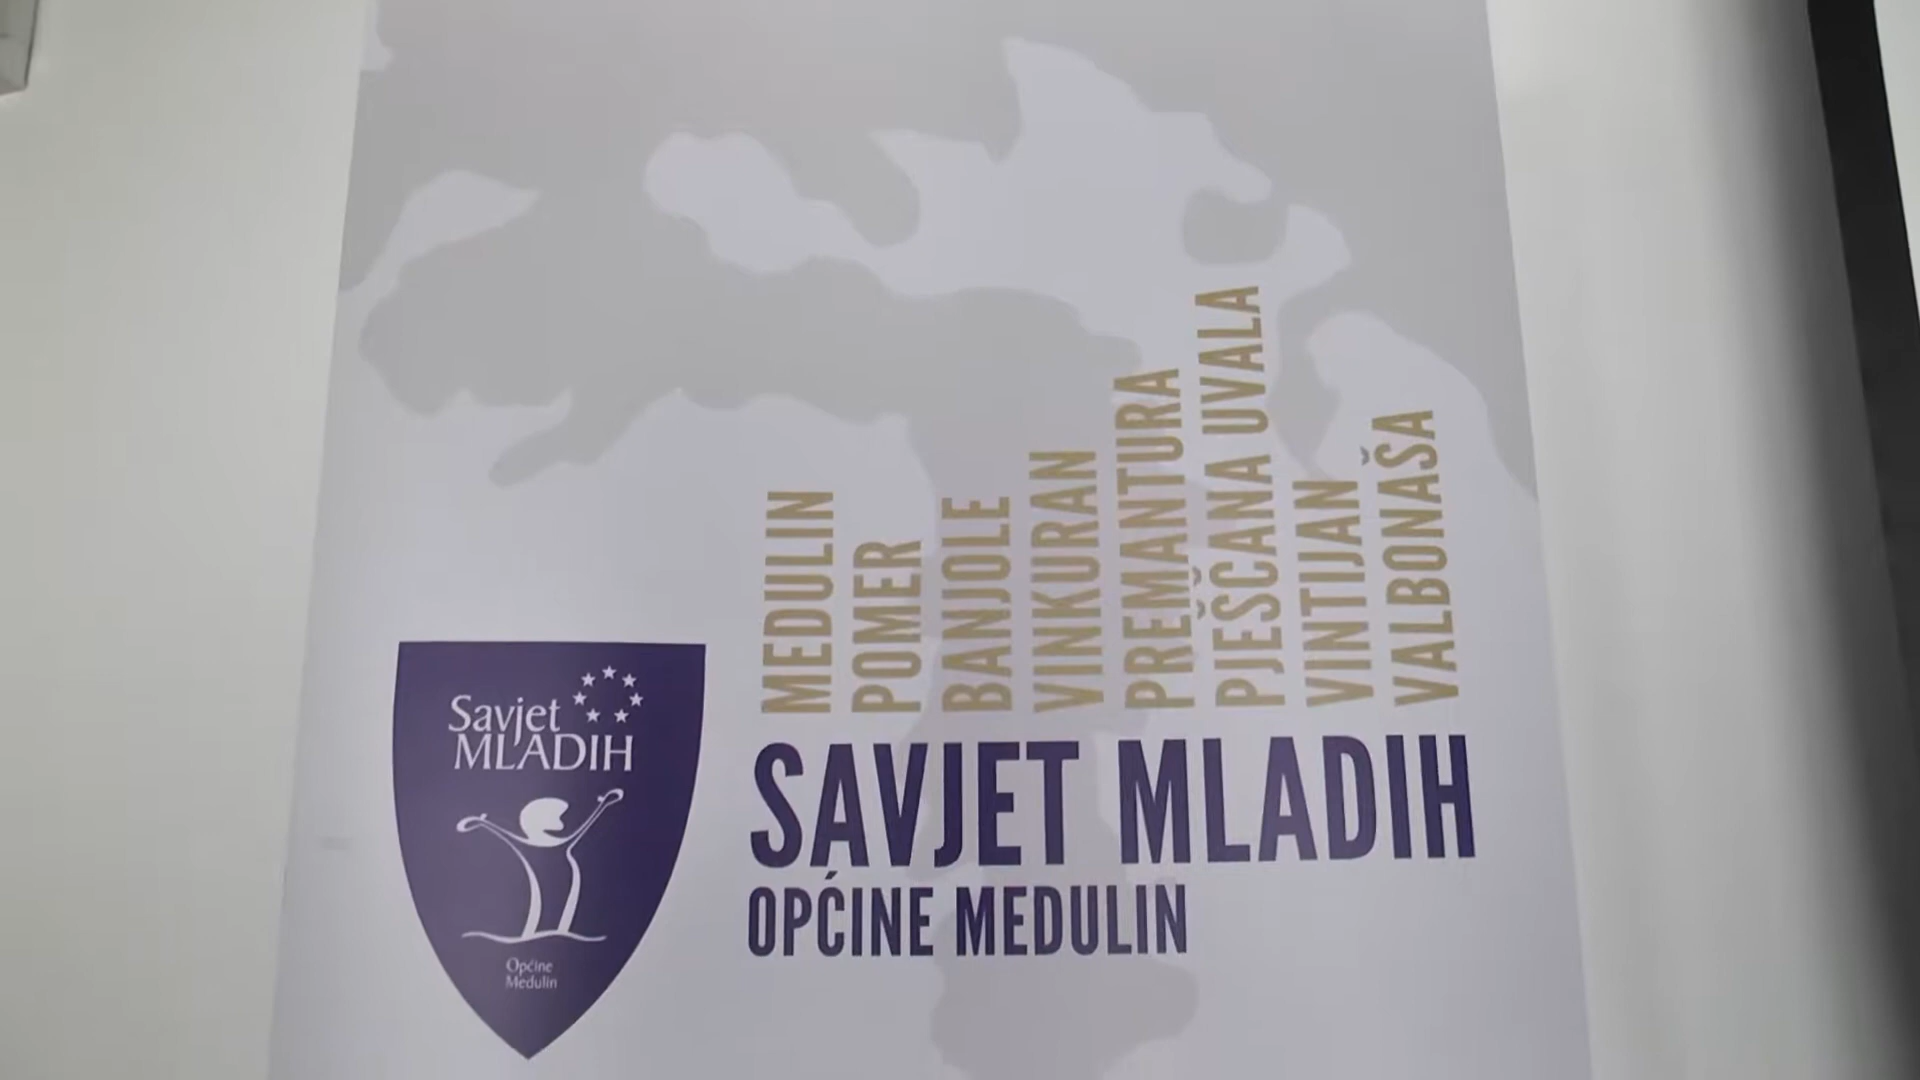 MEDULIN
POMER
BANJOLE
VINKURAN
PREMANTURA
PJEŠČANA UVALA
VINTIJAN
VALBONAŠA
Savjet
MLADIH
Općine
Medulin
SAVJET MLADIH
OPĆINE MEDULIN